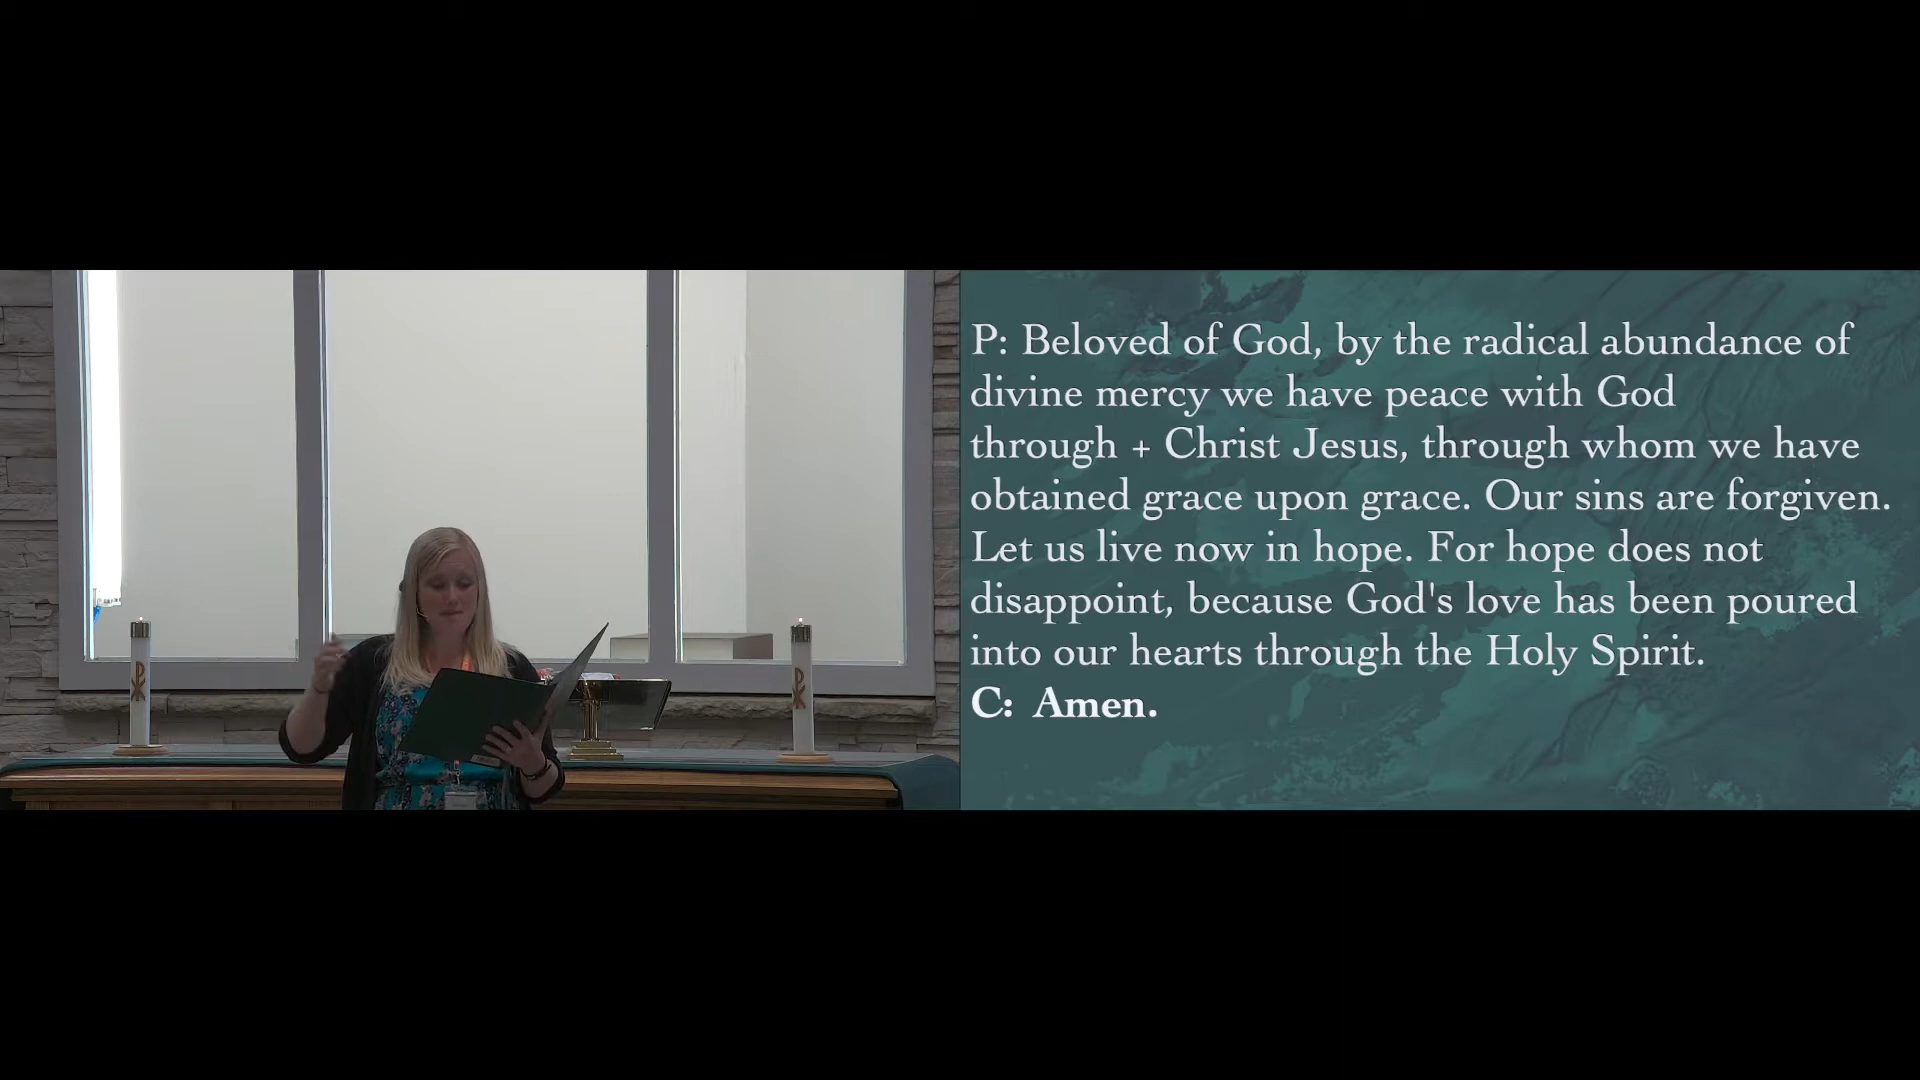 P: Beloved of God, by the radical abundance of
divine mercy we have peace with God
through + Christ Jesus, through whom we have
obtained grace upon grace. Our sins are forgiven.
Let us live now in hope. For hope does not
disappoint, because God's love has been poured
into our hearts through the Holy Spirit.
C: Amen.